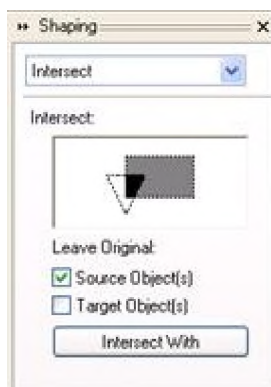 Shaping
Intersect
Intersect:
Leave Original:
Source Object(s)
Target Object(s)
Intersect With